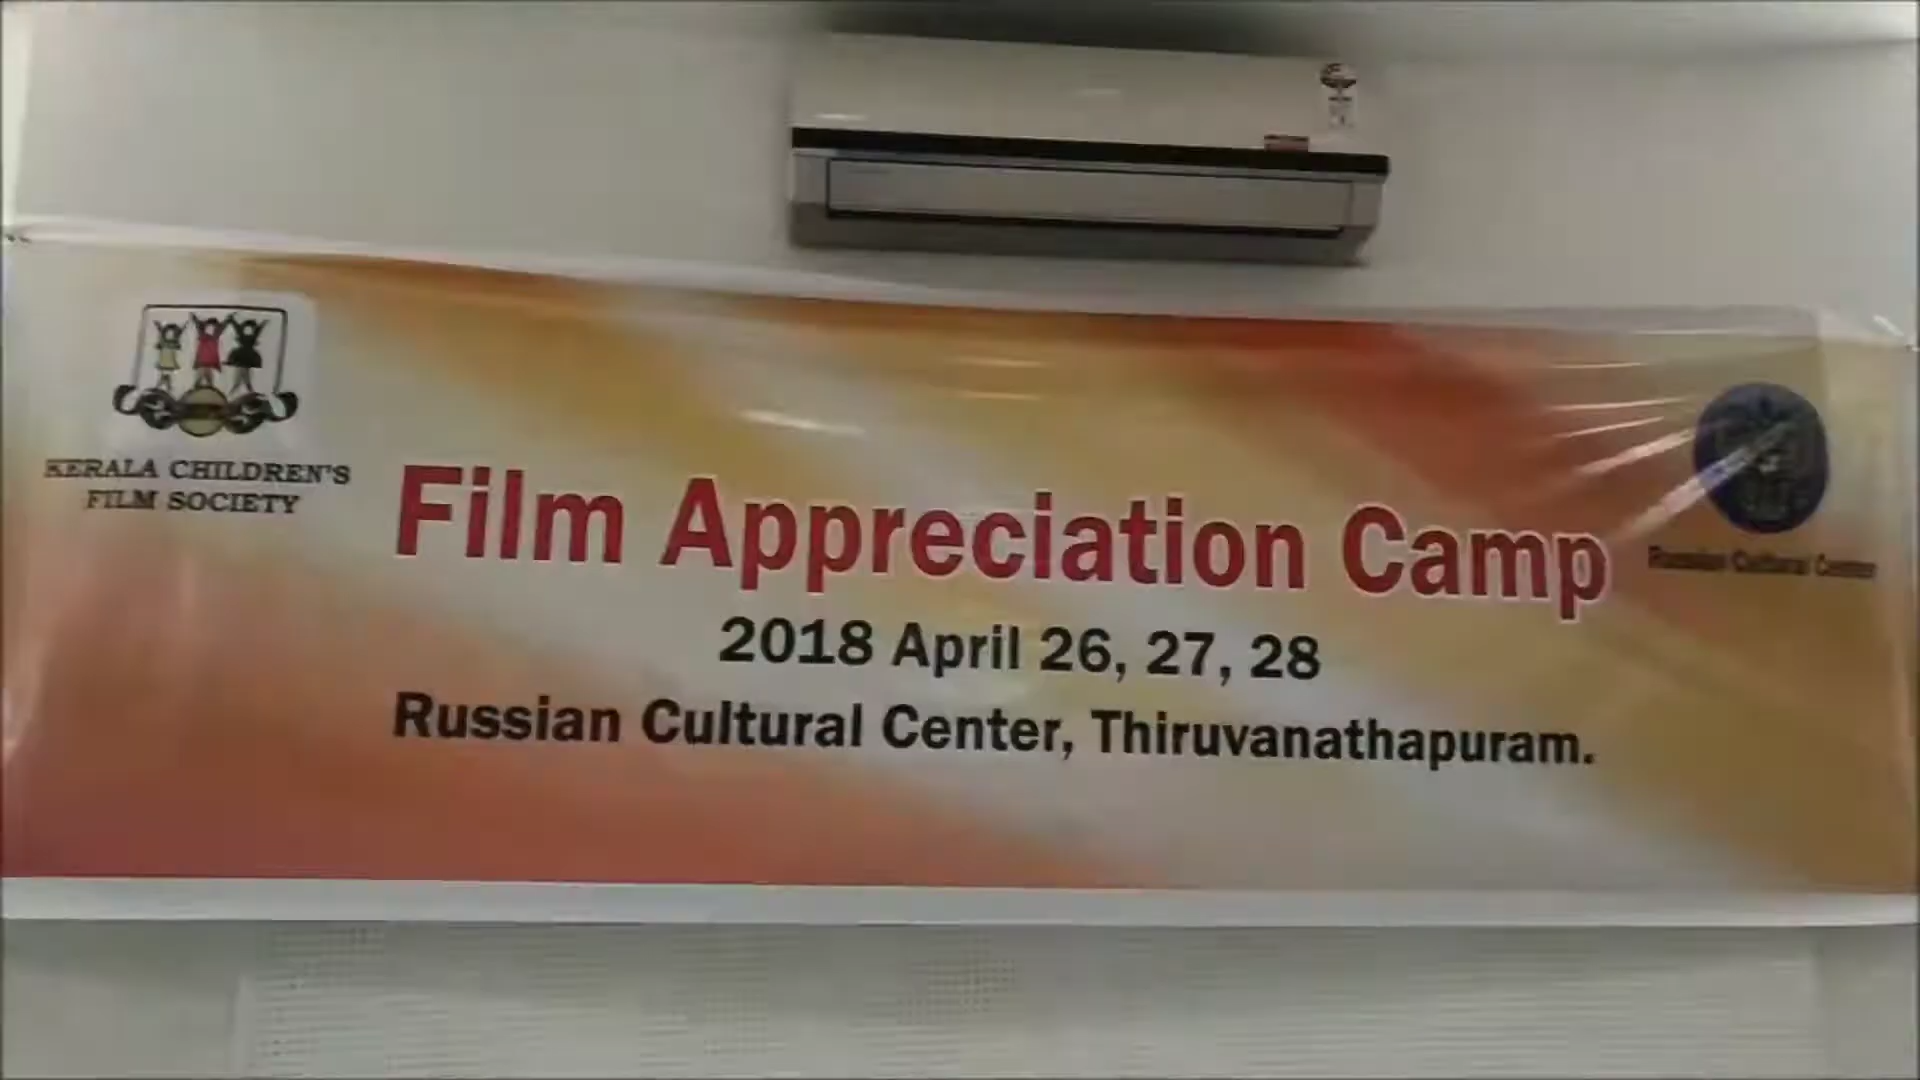 KERALA CHILDREN'S
FILM SOCIETY
Film Appreciation Camp
Russian Cultural Center
2018 April 26, 27, 28
Russian Cultural Center, Thiruvanathapuram.